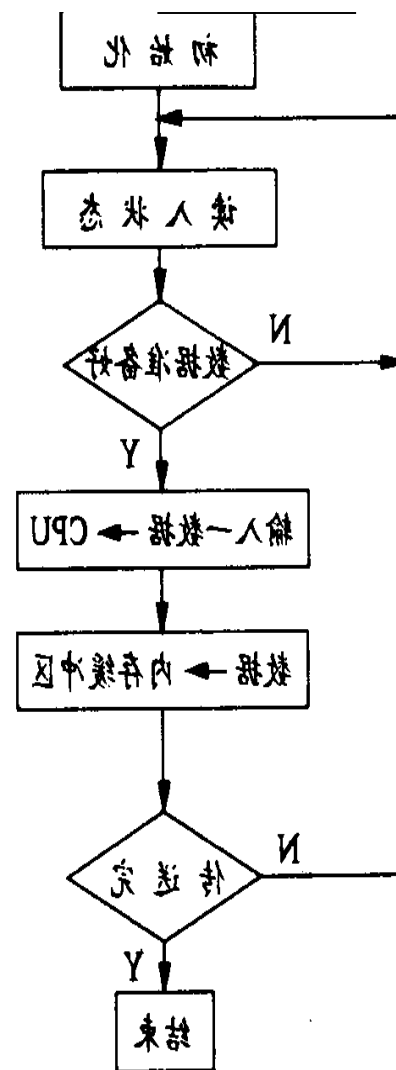 初始化
读入状态
数据准备好
N
Y
输入一数据 → CPU
数据 → 内存缓冲区
传送完
N
Y
结束